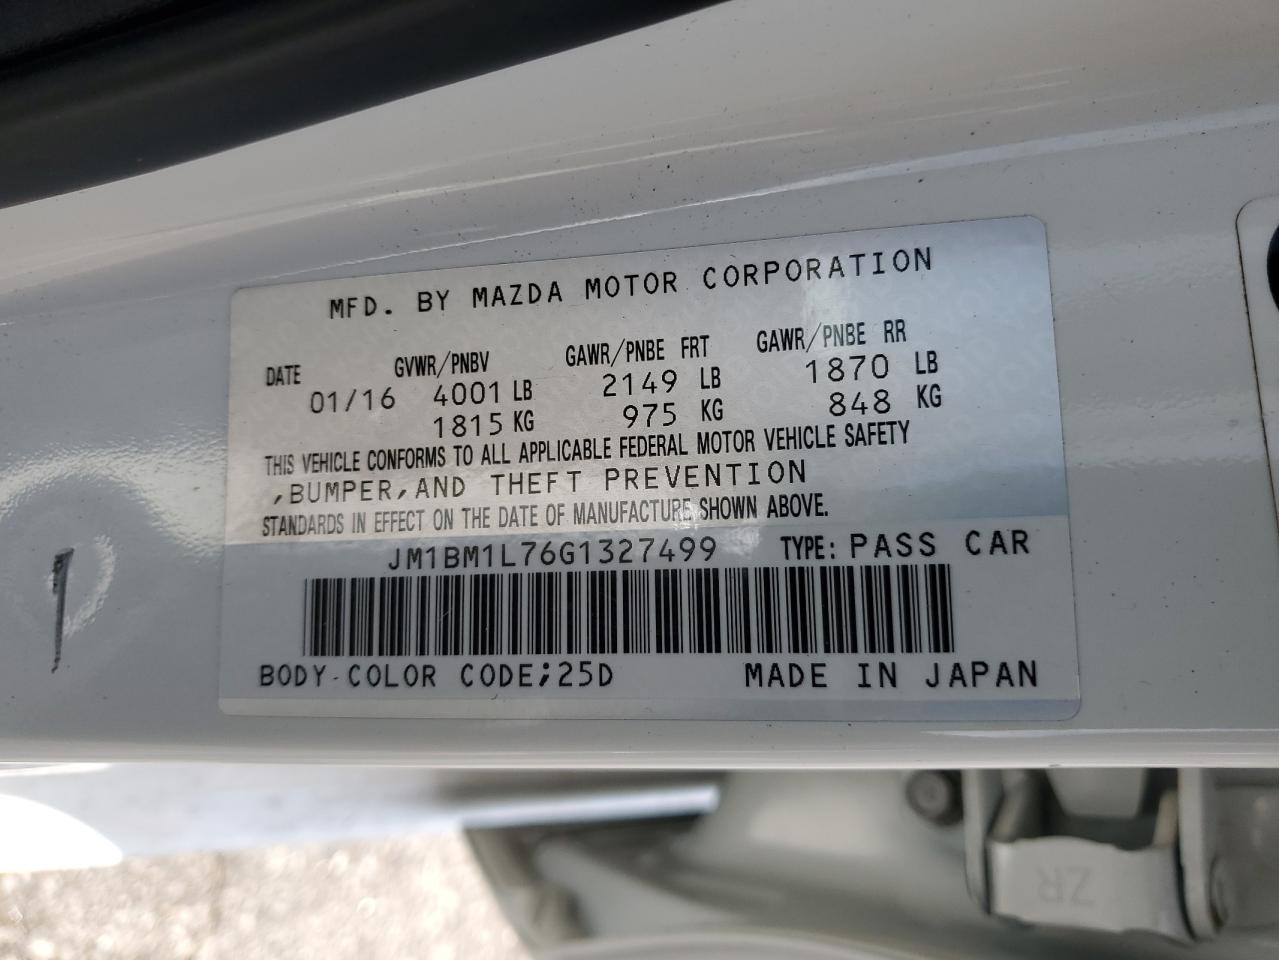 MFD. BY MAZDA MOTOR CORPORATION
DATE GVWR/PNBV GAWR/PNBE FRT GAWR/PNBE RR
01/16 4001 LB 2149 LB 1870 LB
1815 KG 975 KG 848 KG
THIS VEHICLE CONFORMS TO ALL APPLICABLE FEDERAL MOTOR VEHICLE SAFETY
,BUMPER,AND THEFT PREVENTION
STANDARDS IN EFFECT ON THE DATE OF MANUFACTURE SHOWN ABOVE.
JM1BM1L76G1327499 TYPE: PASS CAR
BODY-COLOR CODE;25D MADE IN JAPAN
ZR